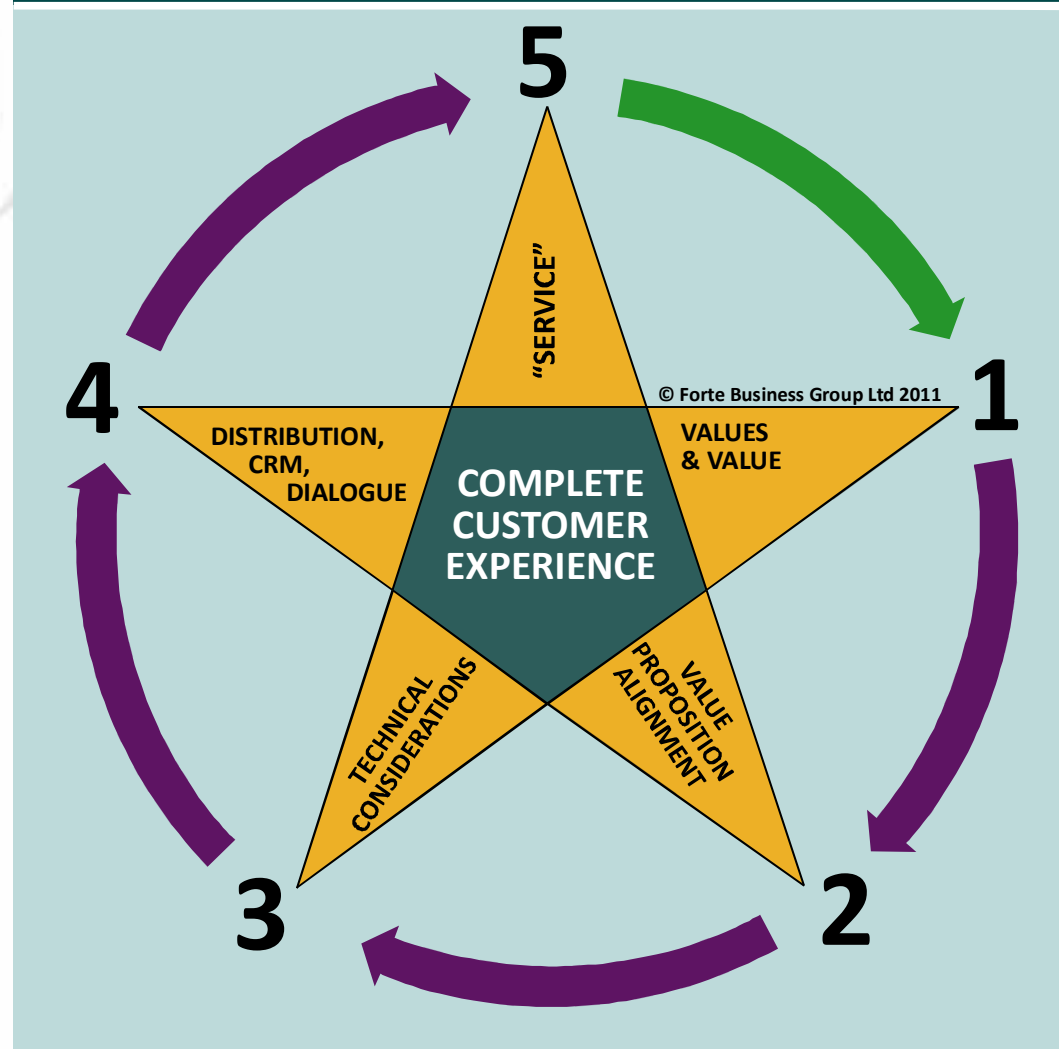 5
“SERVICE”
© Forte Business Group Ltd 2011
4
1
DISTRIBUTION,
CRM,
DIALOGUE
VALUES
& VALUE
COMPLETE
CUSTOMER
EXPERIENCE
TECHNICAL
CONSIDERATIONS
VALUE
PROPOSITION
ALIGNMENT
3
2